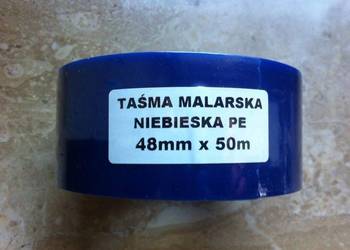 TAŚMA MALARSKA
NIEBIESKA PE
48mm x 50m